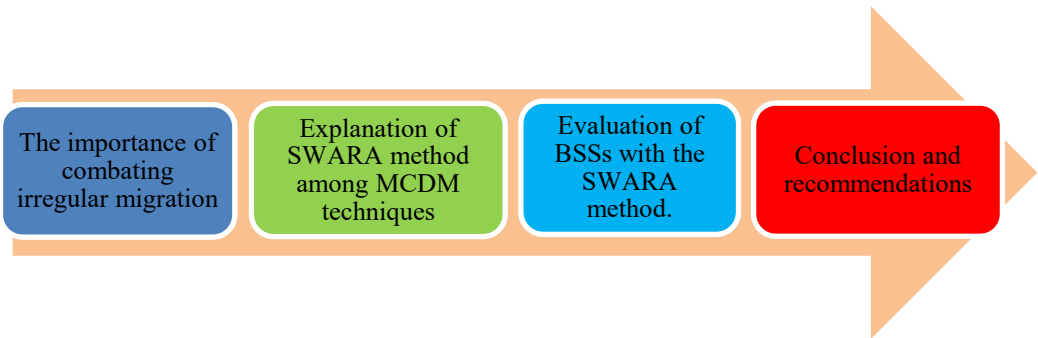 The importance of
combating
irregular migration
Explanation of
SWARA method
among MCDM
techniques
Evaluation of
BSSs with the
SWARA
method.
Conclusion and
recommendations